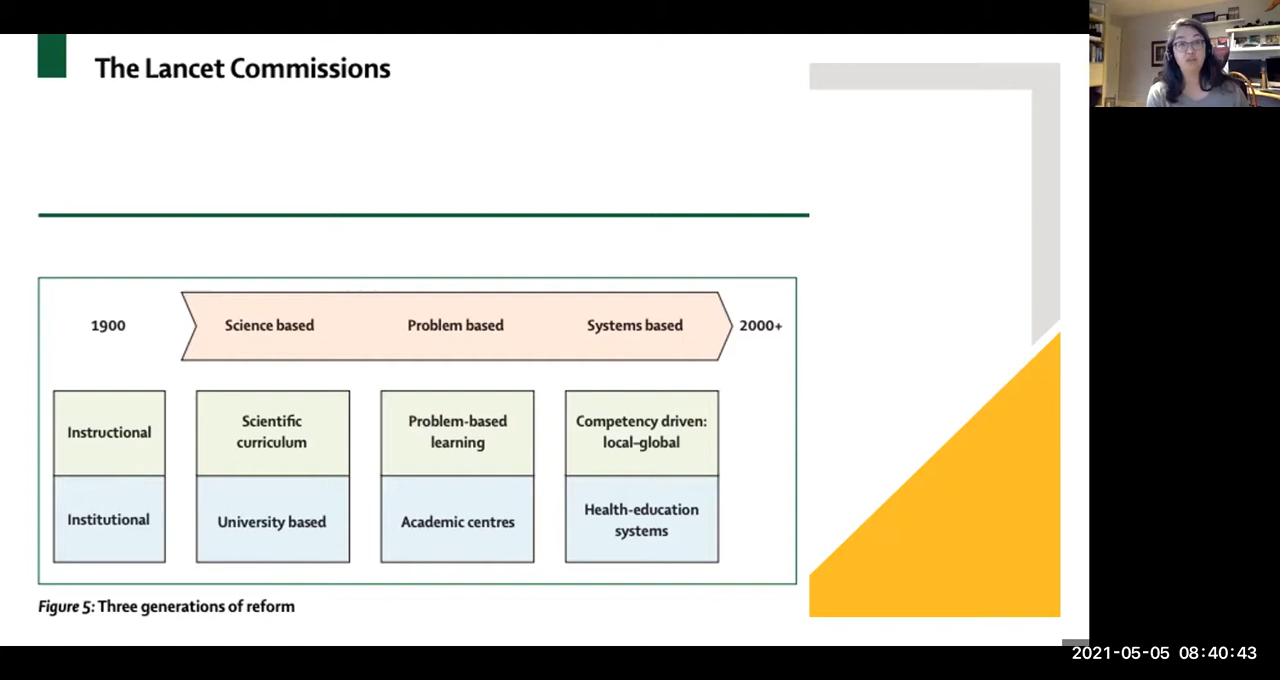 The Lancet Commissions
1900
Science based
Problem based
Systems based
2000+
Instructional
Scientific
curriculum
Problem-based
learning
Competency driven:
local–global
Institutional
University based
Academic centres
Health-education
systems
Figure 5: Three generations of reform
2021-05-05 08:40:43